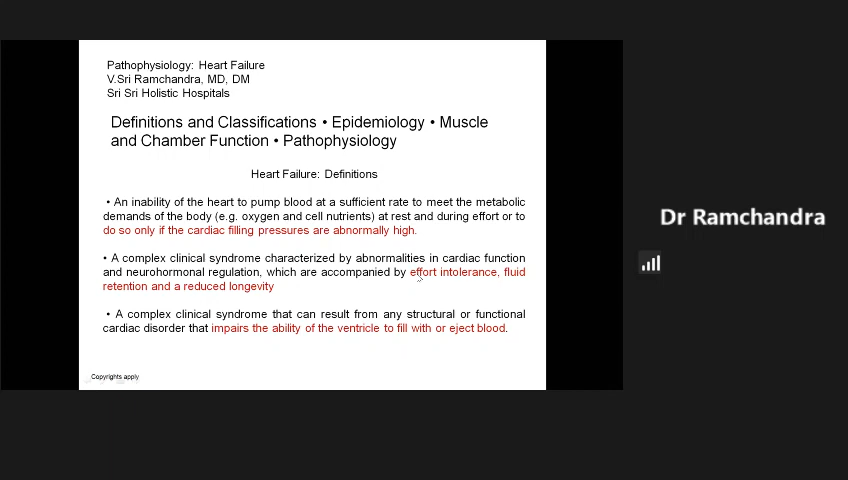 Pathophysiology: Heart Failure
V.Sri Ramchandra, MD, DM
Sri Sri Holistic Hospitals
Definitions and Classifications • Epidemiology • Muscle
and Chamber Function • Pathophysiology
Heart Failure: Definitions
• An inability of the heart to pump blood at a sufficient rate to meet the metabolic
demands of the body (e.g. oxygen and cell nutrients) at rest and during effort or to
do so only if the cardiac filling pressures are abnormally high.
• A complex clinical syndrome characterized by abnormalities in cardiac function
and neurohormonal regulation, which are accompanied by effort intolerance, fluid
retention and a reduced longevity
• A complex clinical syndrome that can result from any structural or functional
cardiac disorder that impairs the ability of the ventricle to fill with or eject blood.
Copyrights apply
Dr Ramchandra